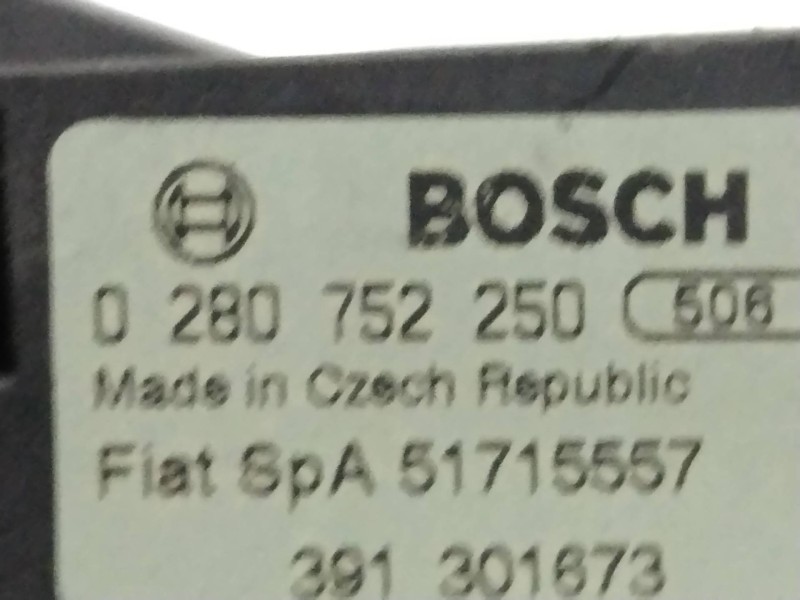 BOSCH
0 280 752 250 506
Made in Czech Republic
Fiat SpA 51715557
391 301673